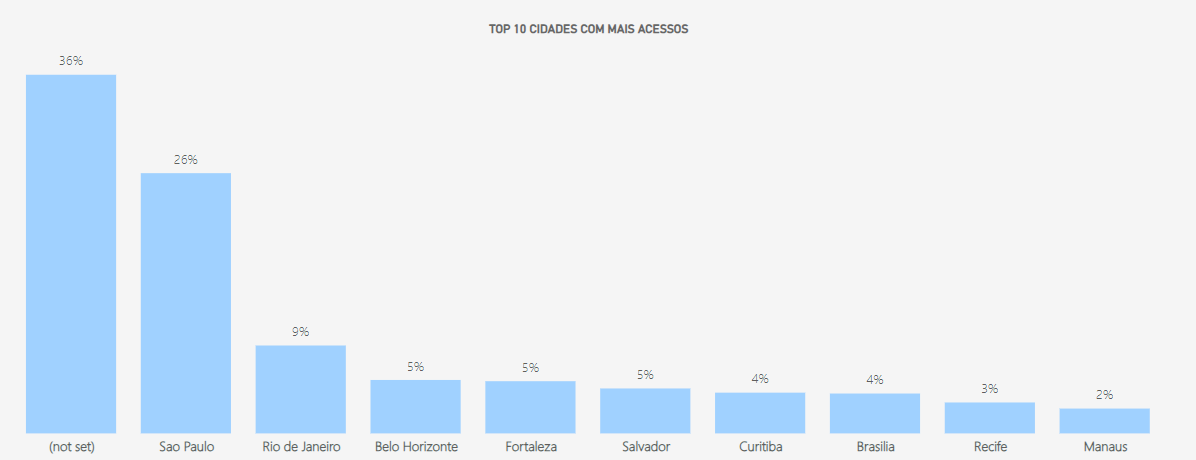 TOP 10 CIDADES COM MAIS ACESSOS
36%
26%
9%
5%
5%
5%
4%
4%
3%
2%
(not set)
Sao Paulo
Rio de Janeiro
Belo Horizonte
Fortaleza
Salvador
Curitiba
Brasilia
Recife
Manaus